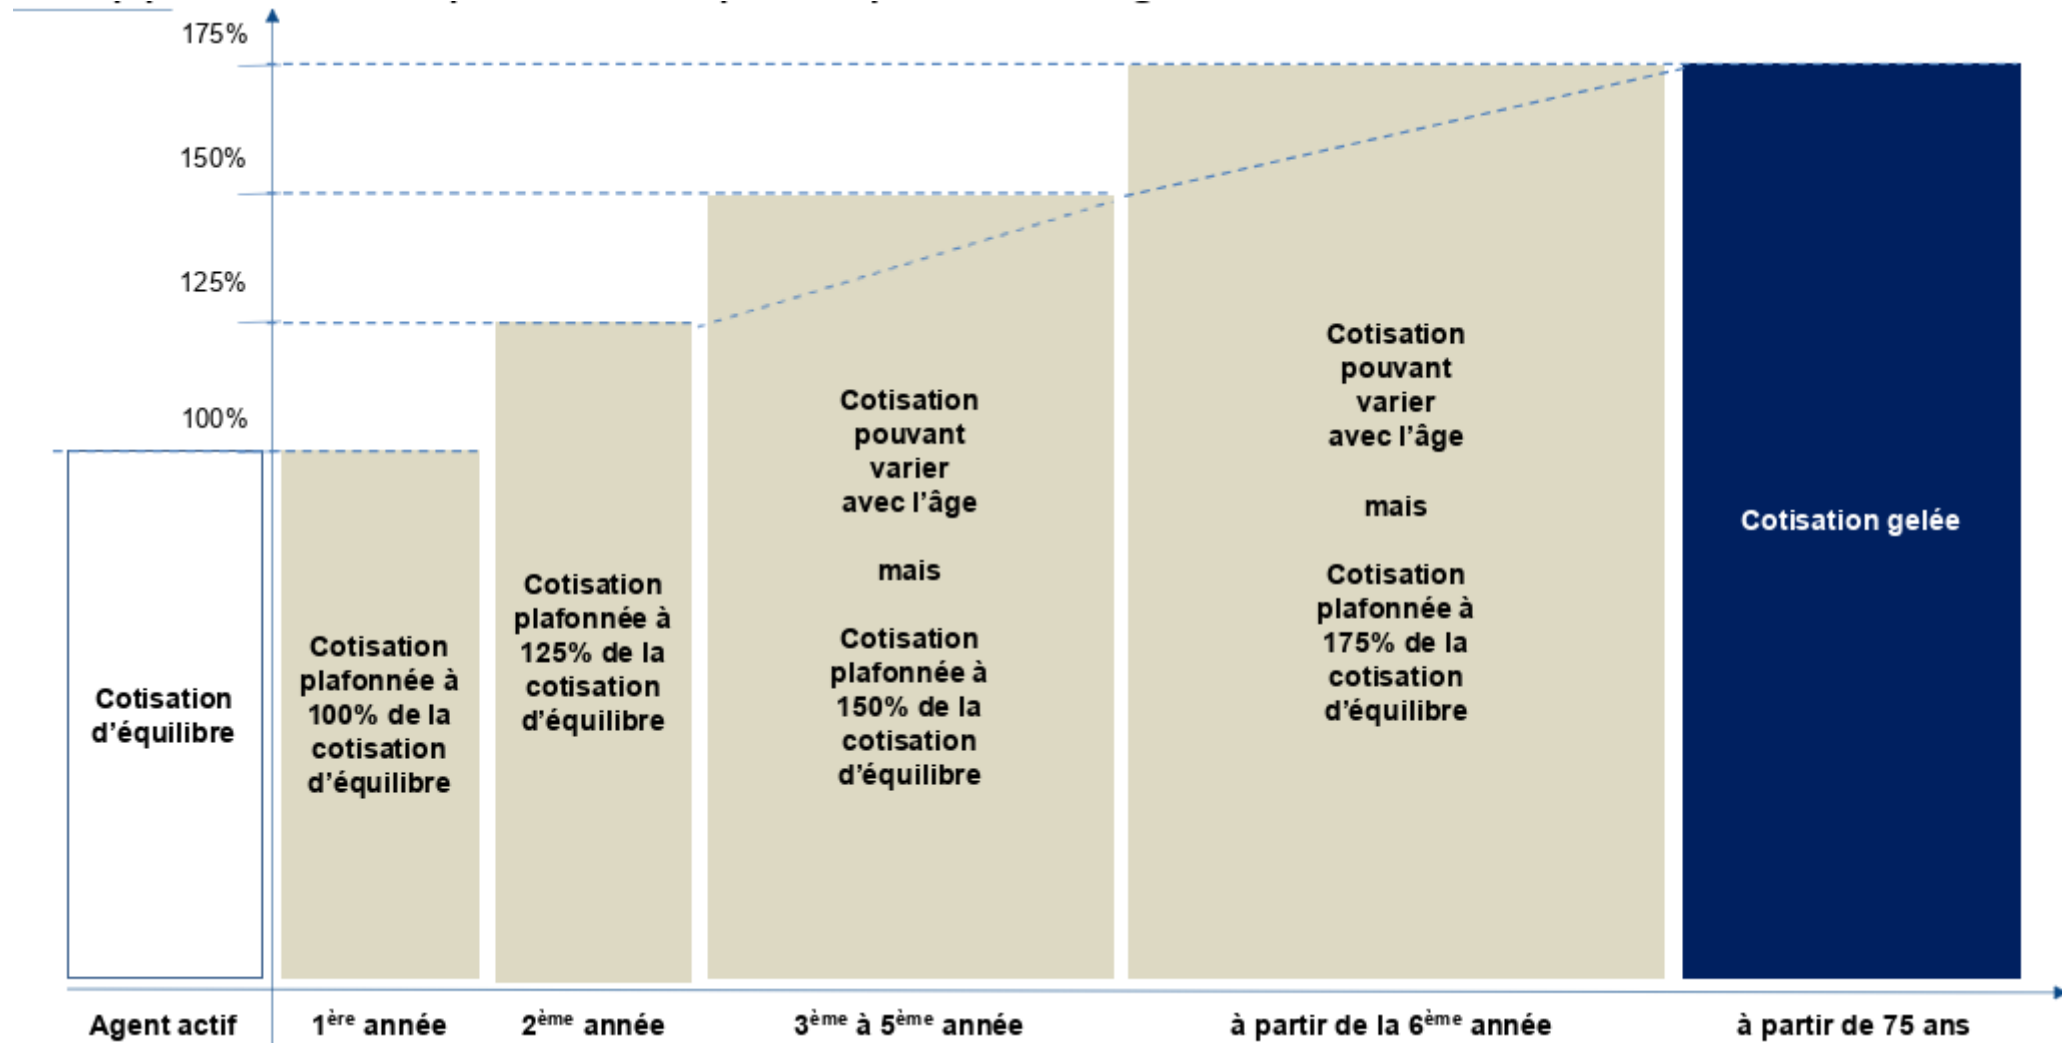 175%
150%
125%
100%
Cotisation
d'équilibre
Cotisation
plafonnée à
100% de la
cotisation
d'équilibre
Cotisation
plafonnée à
125% de la
cotisation
d'équilibre
Cotisation
pouvant
varier
avec l'âge
mais
Cotisation
plafonnée à
150% de la
cotisation
d'équilibre
Cotisation
pouvant
varier
avec l'âge
mais
Cotisation
plafonnée à
175% de la
cotisation
d'équilibre
Cotisation gelée
Agent actif
1ère année
2ème année
3ème à 5ème année
à partir de la 6ème année
à partir de 75 ans